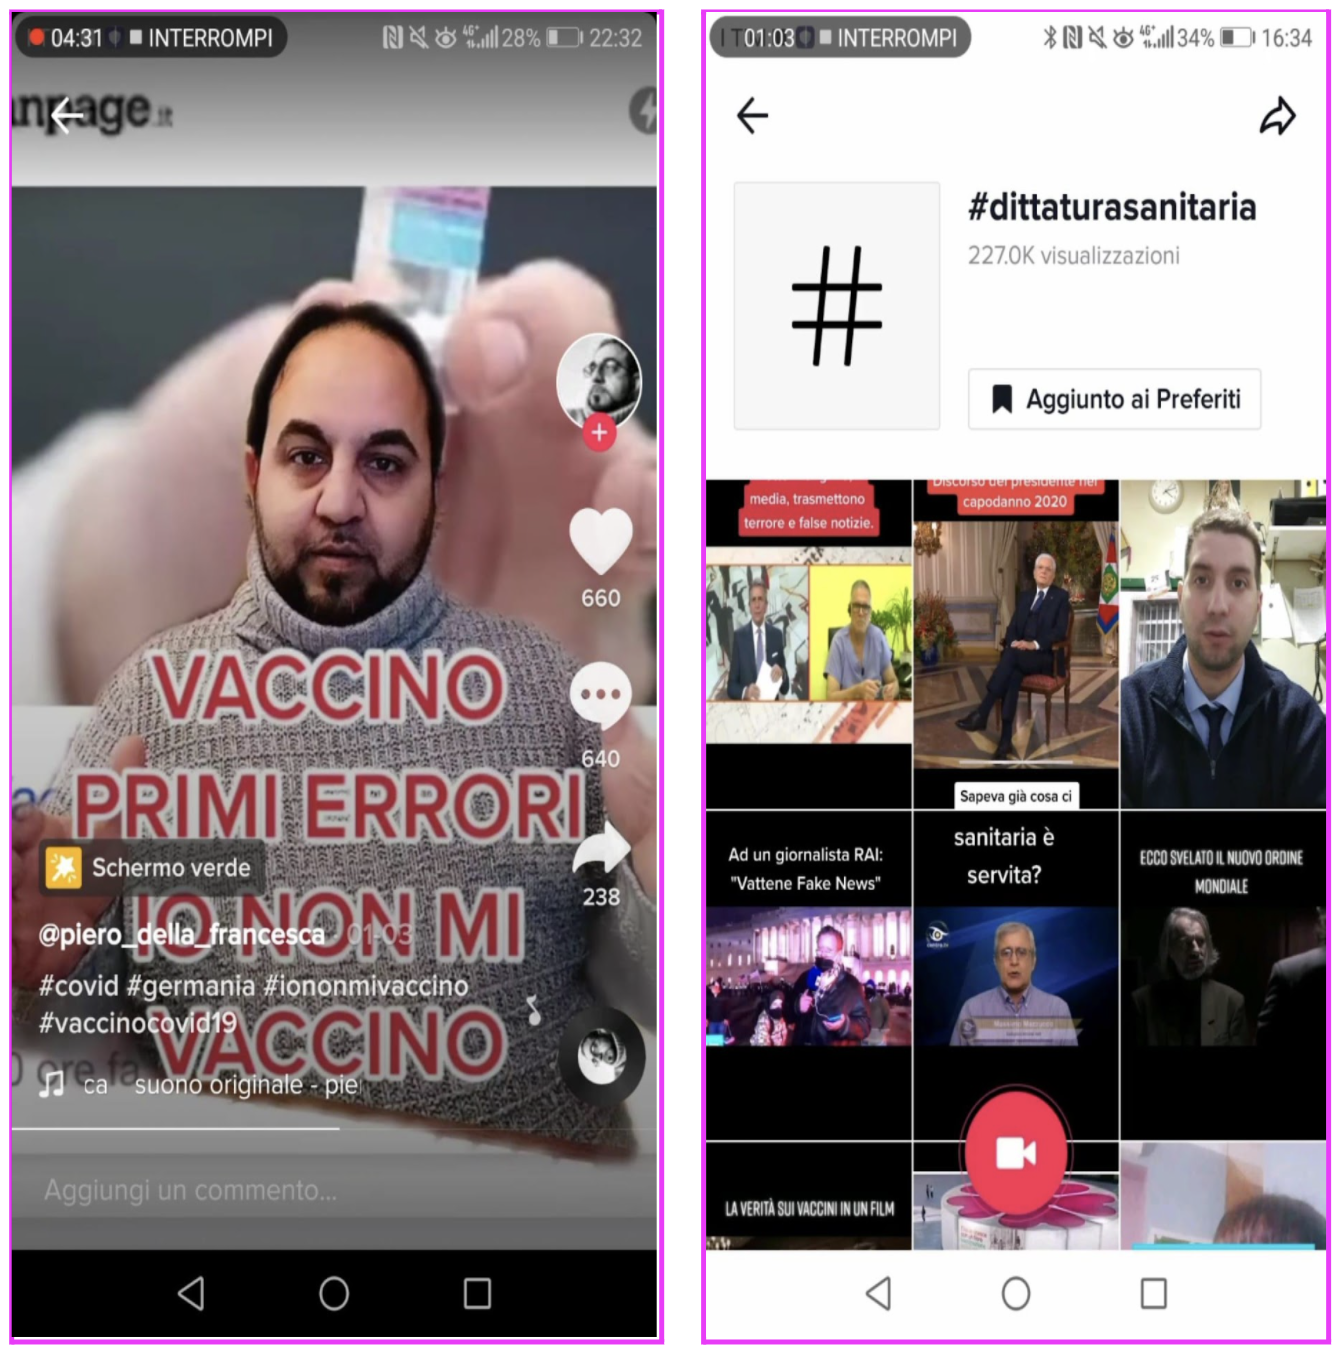 04:31 INTERROMPI 28% 22:32
npage.it
VACCINO
PRIMI ERRORI
IO NON MI
VACCINO
660
640
238
Schermo verde
@piero_della_francesca · 01-03
#covid #germania #iononmivaccino
#vaccinocovid19
ore fa
ca suono originale - pie
Aggiungi un commento...
01:03 INTERROMPI 34% 16:34
#dittaturasanitaria
227.0K visualizzazioni
#
Aggiunto ai Preferiti
media, trasmettono
terrore e false notizie.
Discorso del presidente nel
capodanno 2020
Sapeva già cosa ci
Ad un giornalista RAI:
"Vattene Fake News"
sanitaria è
servita?
ECCO SVELATO IL NUOVO ORDINE
MONDIALE
LA VERITÀ SUI VACCINI IN UN FILM